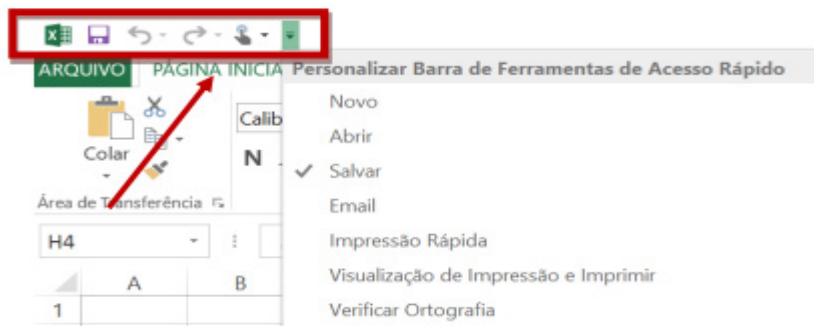 ARQUIVO PÁGINA INICIA
Personalizar Barra de Ferramentas de Acesso Rápido
Novo
Abrir
Salvar
Email
Impressão Rápida
Visualização de Impressão e Imprimir
Verificar Ortografia
Colar
Calib
N
Área de Transferência
H4
A B
1